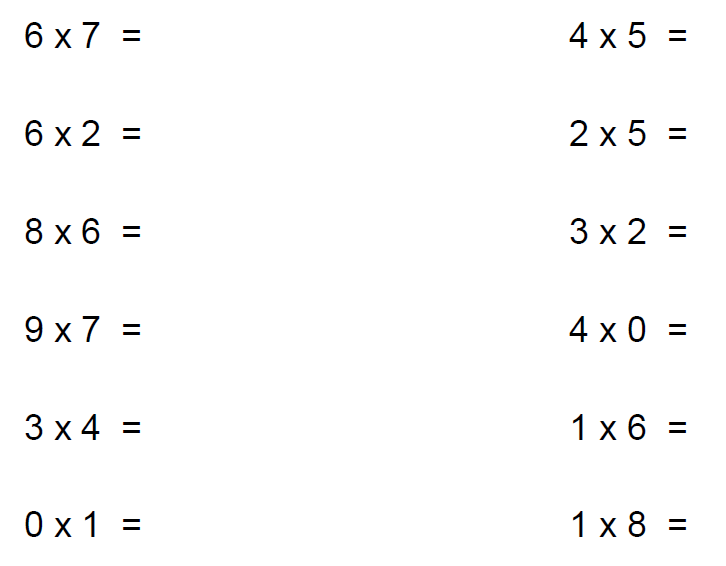 6 x 7 =
4 x 5 =
6 x 2 =
2 x 5 =
8 x 6 =
3 x 2 =
9 x 7 =
4 x 0 =
3 x 4 =
1 x 6 =
0 x 1 =
1 x 8 =